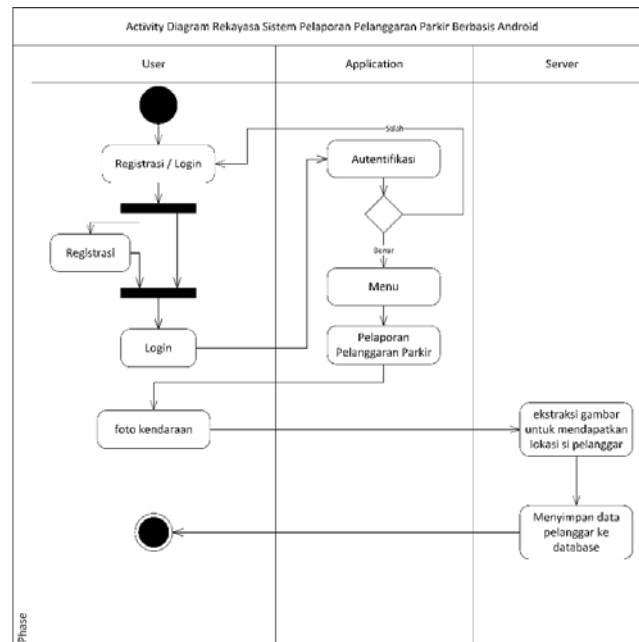 Activity Diagram Rekayasa Sistem Pelaporan Pelanggaran Parkir Berbasis Android
User
Application
Server
Salah
Registrasi / Login
Autentifikasi
Registrasi
Benar
Menu
Login
Pelaporan
Pelanggaran Parkir
foto kendaraan
ekstraksi gambar
untuk mendapatkan
lokasi si pelanggar
Menyimpan data
pelanggar ke
database
Phase